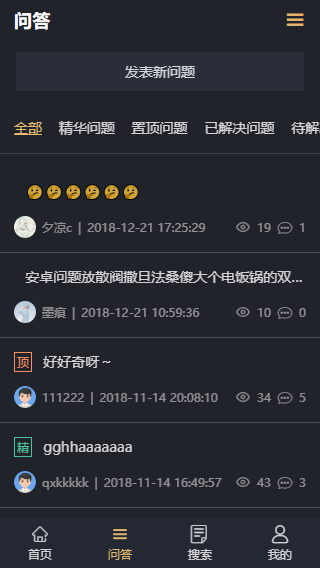 问答
发表新问题
全部 精华问题 置顶问题 已解决问题 待解
🤔🤔🤔🤔🤔🤔
夕凉c | 2018-12-21 17:25:29 19 1
安卓问题放散阀撒旦法桑傻大个电饭锅的双...
墨痕 | 2018-12-21 10:59:36 10 0
顶 好好奇呀～
111222 | 2018-11-14 20:08:10 34 5
精 gghhaaaaaaa
qxkkkkk | 2018-11-14 16:49:57 43 3
首页 问答 搜索 我的